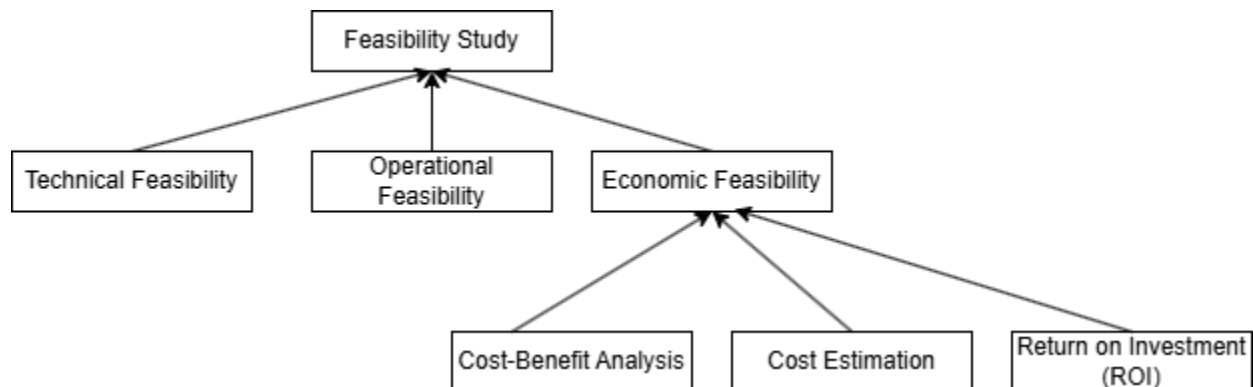 Feasibility Study
Technical Feasibility
Operational
Feasibility
Economic Feasibility
Cost-Benefit Analysis
Cost Estimation
Return on Investment
(ROI)